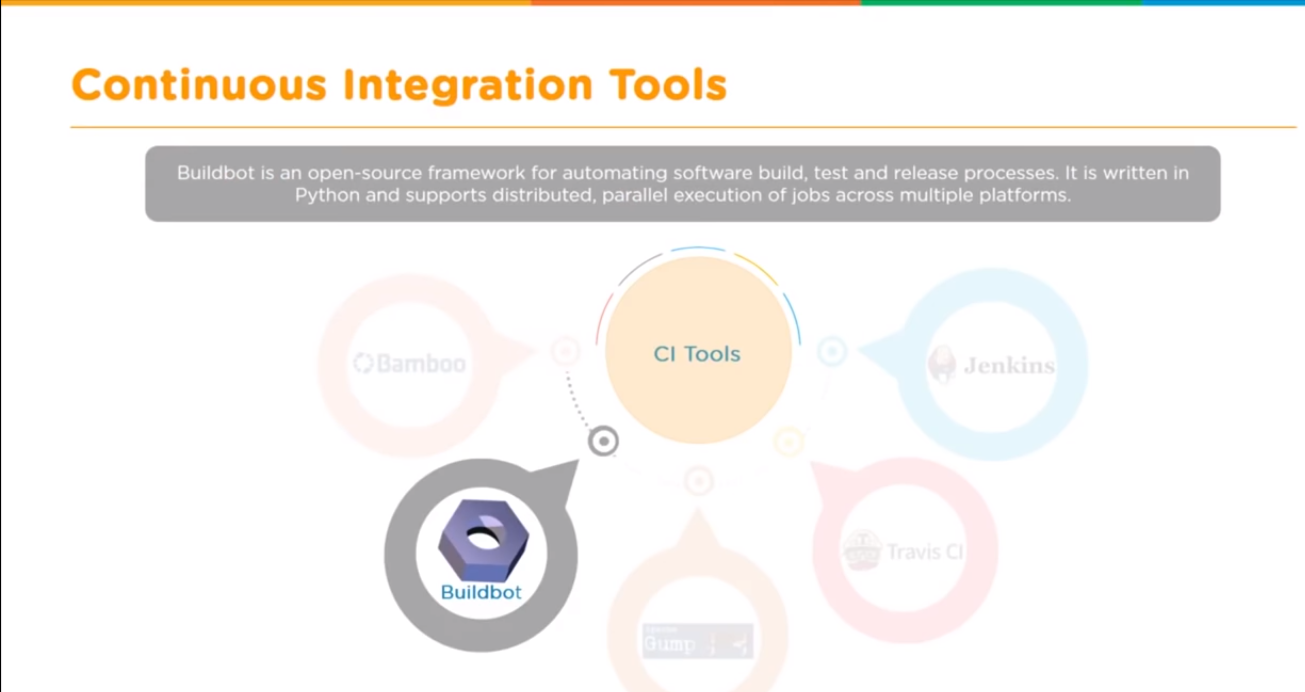 Continuous Integration Tools
Buildbot is an open-source framework for automating software build, test and release processes. It is written in
Python and supports distributed, parallel execution of jobs across multiple platforms.
CI Tools
Bamboo
Jenkins
Buildbot
Travis CI
Gump